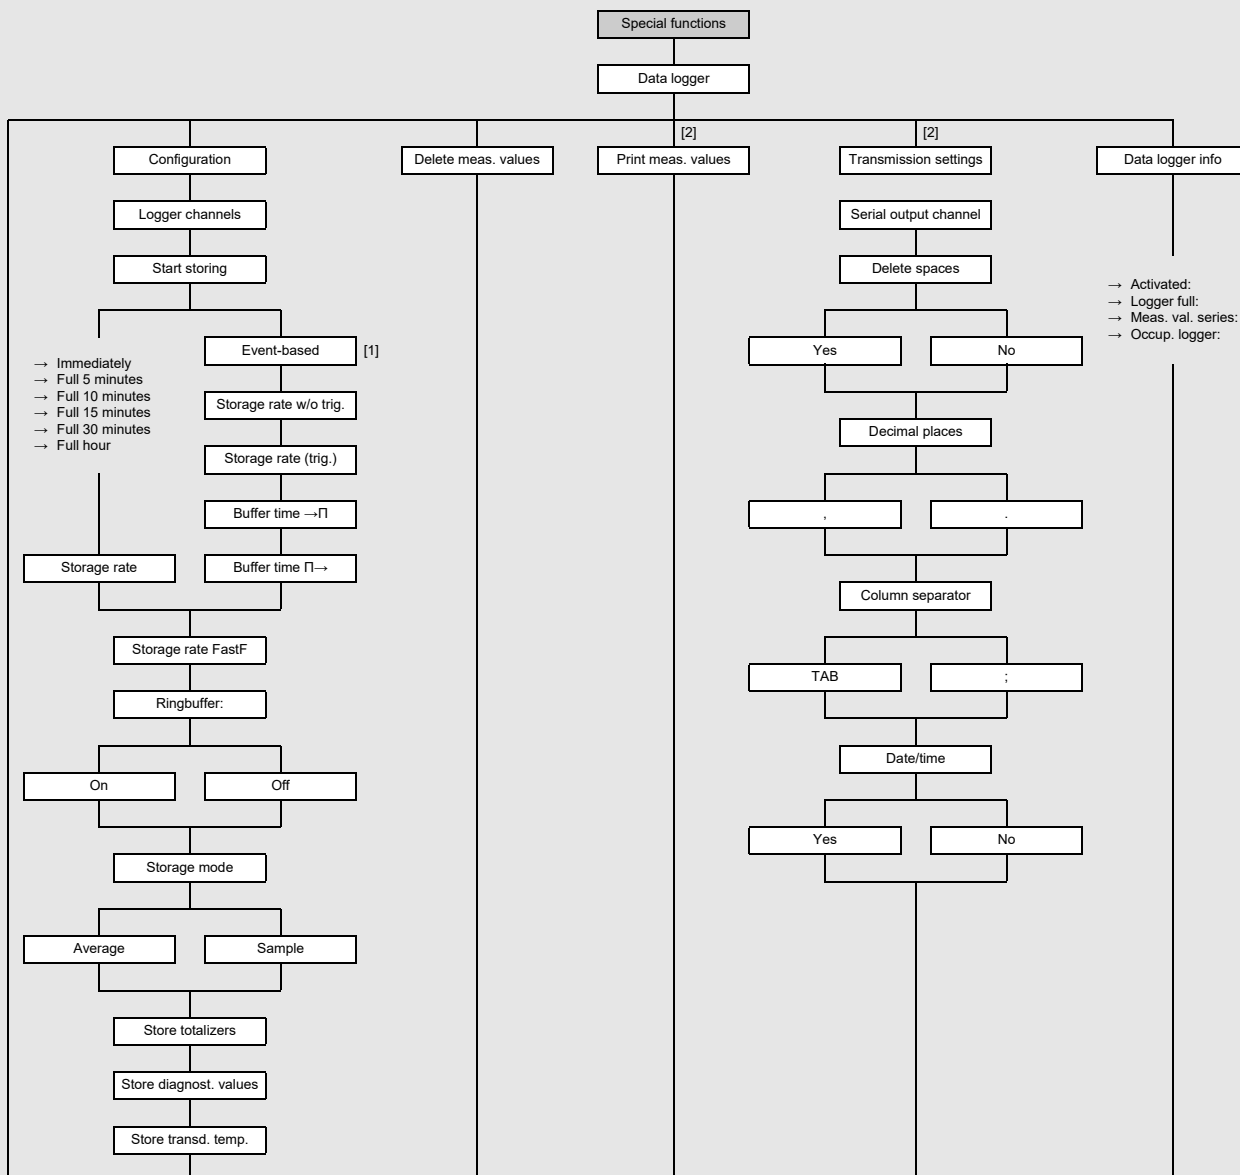 Special functions
Data logger
[2]
[2]
Configuration
Delete meas. values
Print meas. values
Transmission settings
Data logger info
Logger channels
Serial output channel
Start storing
Delete spaces
→ Activated:
→ Logger full:
→ Meas. val. series:
→ Occup. logger:
→ Immediately
→ Full 5 minutes
→ Full 10 minutes
→ Full 15 minutes
→ Full 30 minutes
→ Full hour
Event-based
[1]
Yes
No
Storage rate w/o trig.
Decimal places
Storage rate (trig.)
Buffer time →Π
,
.
Storage rate
Buffer time Π→
Column separator
Storage rate FastF
TAB
;
Ringbuffer:
Date/time
On
Off
Yes
No
Storage mode
Average
Sample
Store totalizers
Store diagnost. values
Store transd. temp.